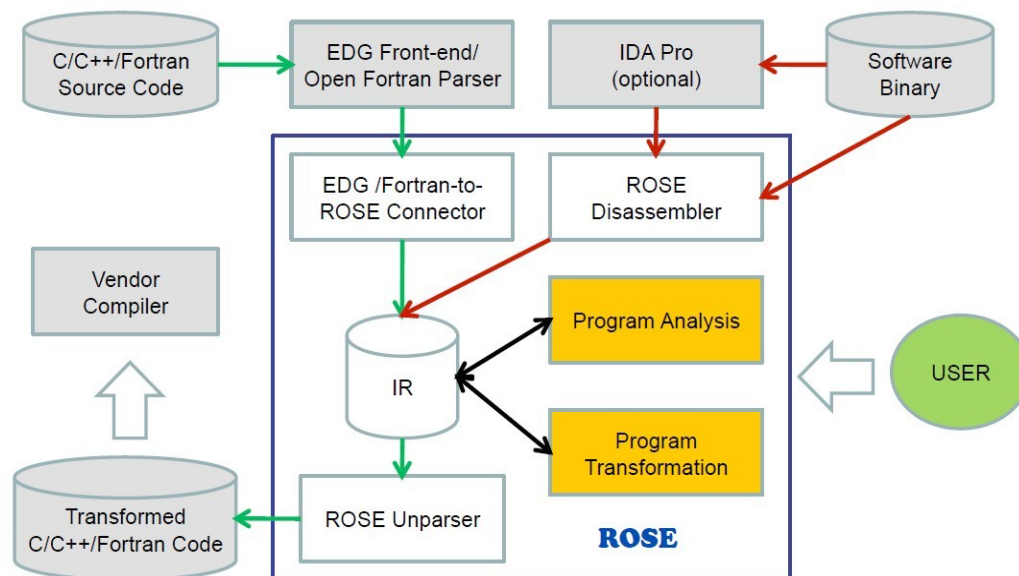 C/C++/Fortran
Source Code
EDG Front-end/
Open Fortran Parser
IDA Pro
(optional)
Software
Binary
EDG /Fortran-to-
ROSE Connector
ROSE
Disassembler
Vendor
Compiler
Program Analysis
IR
USER
Program
Transformation
Transformed
C/C++/Fortran Code
ROSE Unparser
ROSE